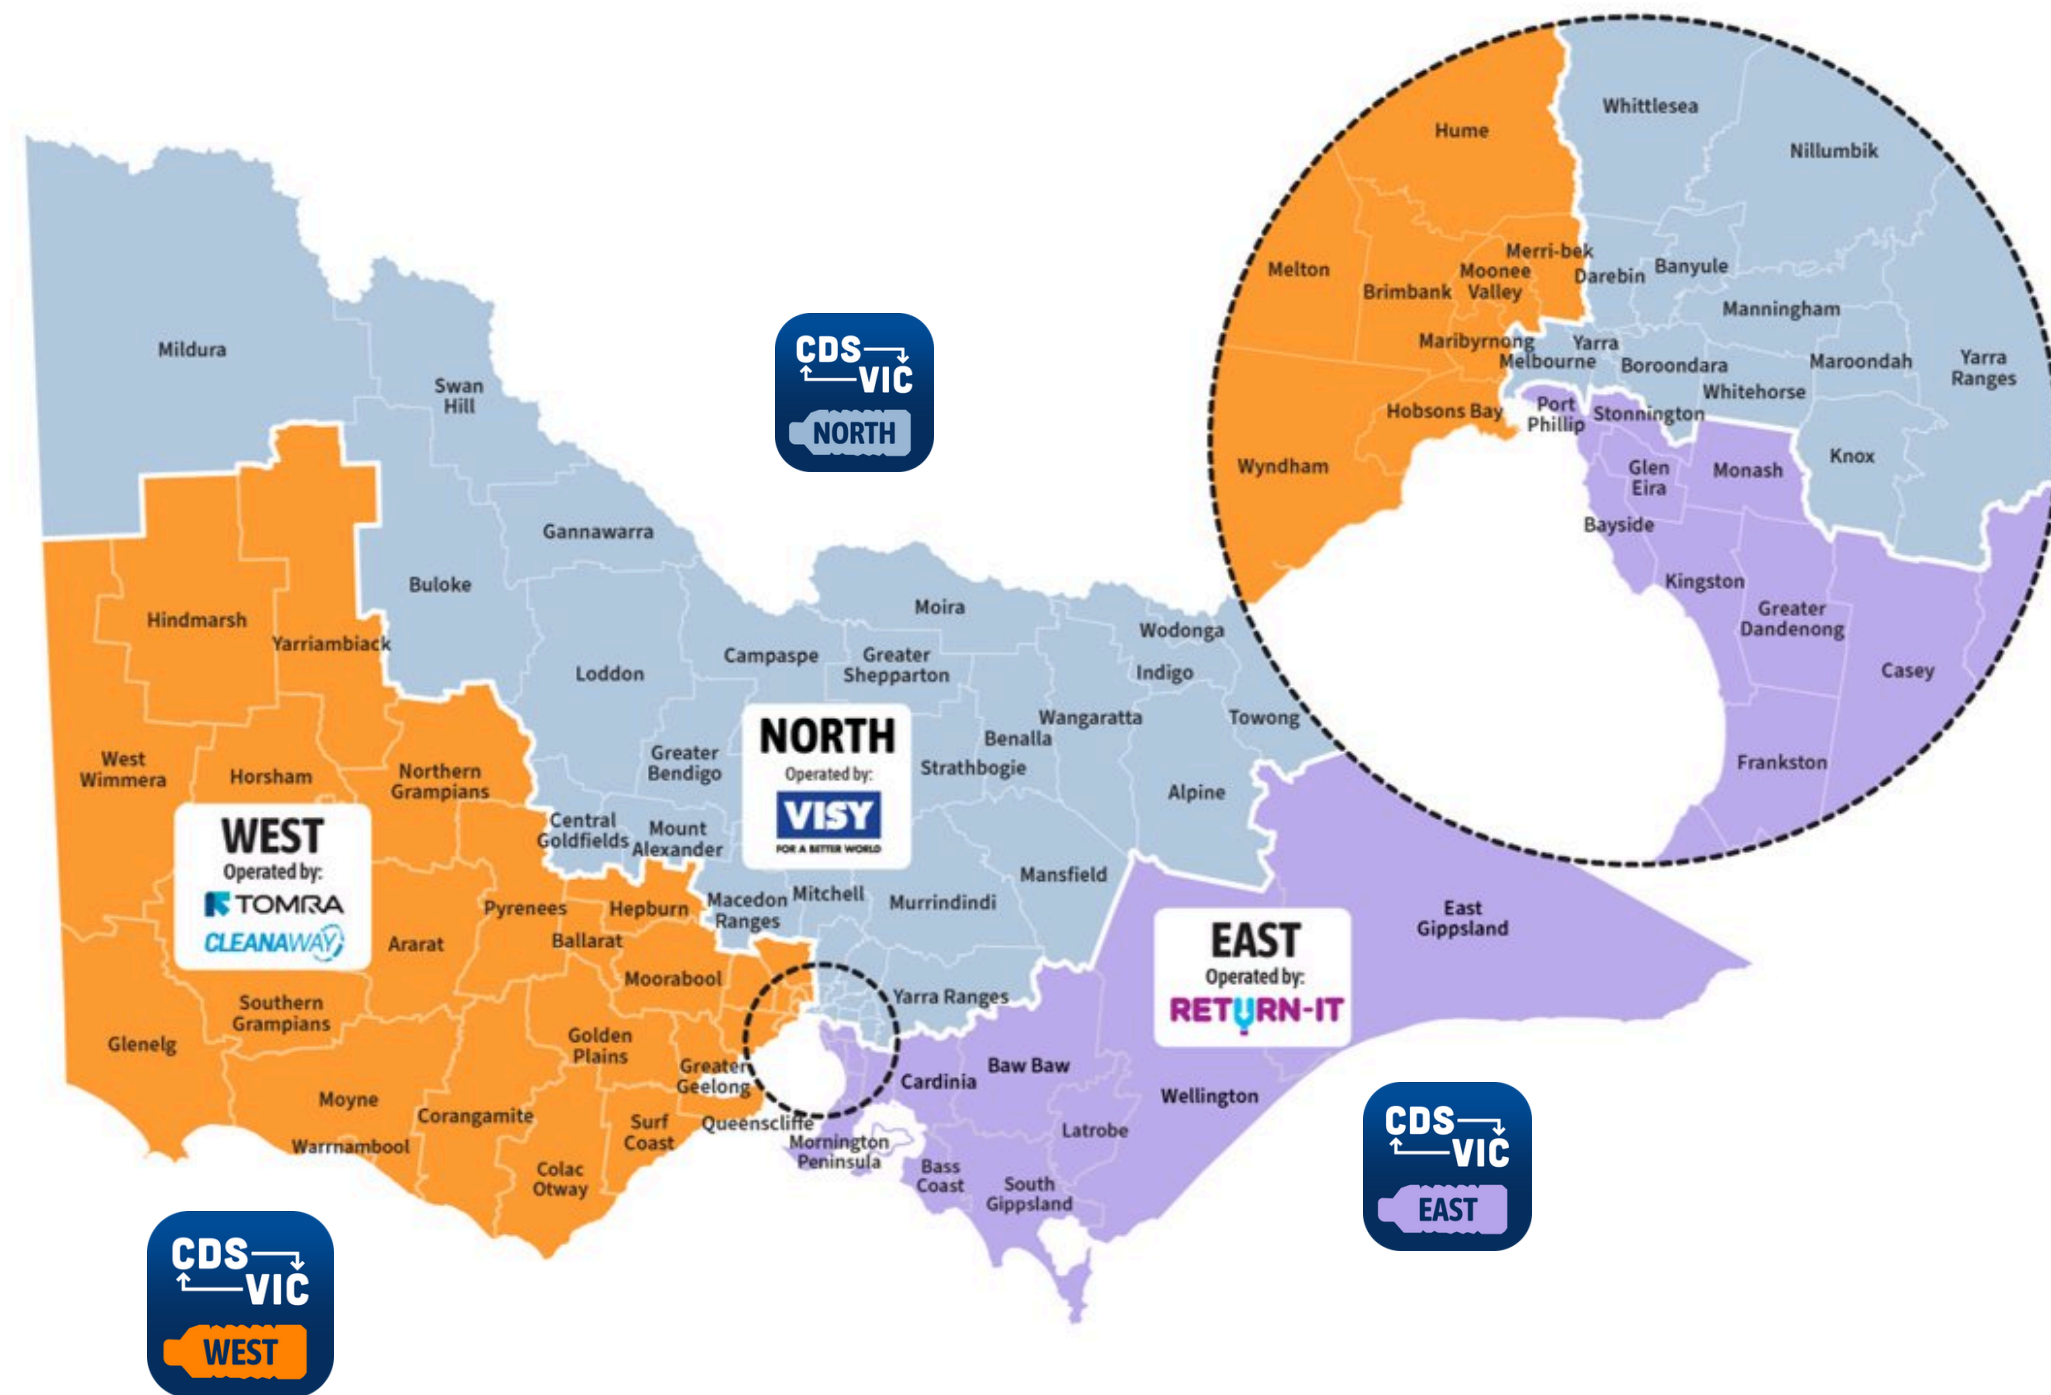 Whittlesea
Hume
Nillumbik
Merri-bek
Melton
Moonee
Valley
Darebin
Banyule
Brimbank
Manningham
Maribyrnong
Yarra
Melbourne
Boroondara
Maroondah
Yarra
Ranges
Whitehorse
Hobsons Bay
Port
Phillip
Stonnington
Wyndham
Glen
Eira
Monash
Knox
Bayside
Kingston
Greater
Dandenong
Casey
Frankston
Mildura
Swan
Hill
CDS
VIC
NORTH
Gannawarra
Buloke
Hindmarsh
Yarriambiack
Moira
Wodonga
Loddon
Campaspe
Greater
Shepparton
Indigo
Wangaratta
Towong
Benalla
West
Wimmera
Horsham
Northern
Grampians
Greater
Bendigo
NORTH
Operated by:
VISY
FOR A BETTER WORLD
Strathbogie
Alpine
Central
Goldfields
Mount
Alexander
WEST
Operated by:
TOMRA
CLEANAWAY
Mansfield
Macedon
Ranges
Mitchell
Murrindindi
Pyrenees
Hepburn
Ararat
Ballarat
East
Gippsland
EAST
Operated by:
RETURN-IT
Moorabool
Yarra Ranges
Southern
Grampians
Glenelg
Golden
Plains
Greater
Geelong
Cardinia
Baw Baw
Wellington
Moyne
Corangamite
Surf
Coast
Queenscliffe
Latrobe
Warrnambool
Mornington
Peninsula
Colac
Otway
Bass
Coast
South
Gippsland
CDS
VIC
EAST
CDS
VIC
WEST